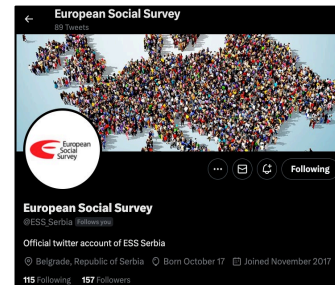 European Social Survey
89 Tweets
European
Social
Survey
Following
European Social Survey
@ESS_Serbia Follows you
Official twitter account of ESS Serbia
Belgrade, Republic of Serbia Born October 17 Joined November 2017
115 Following 157 Followers